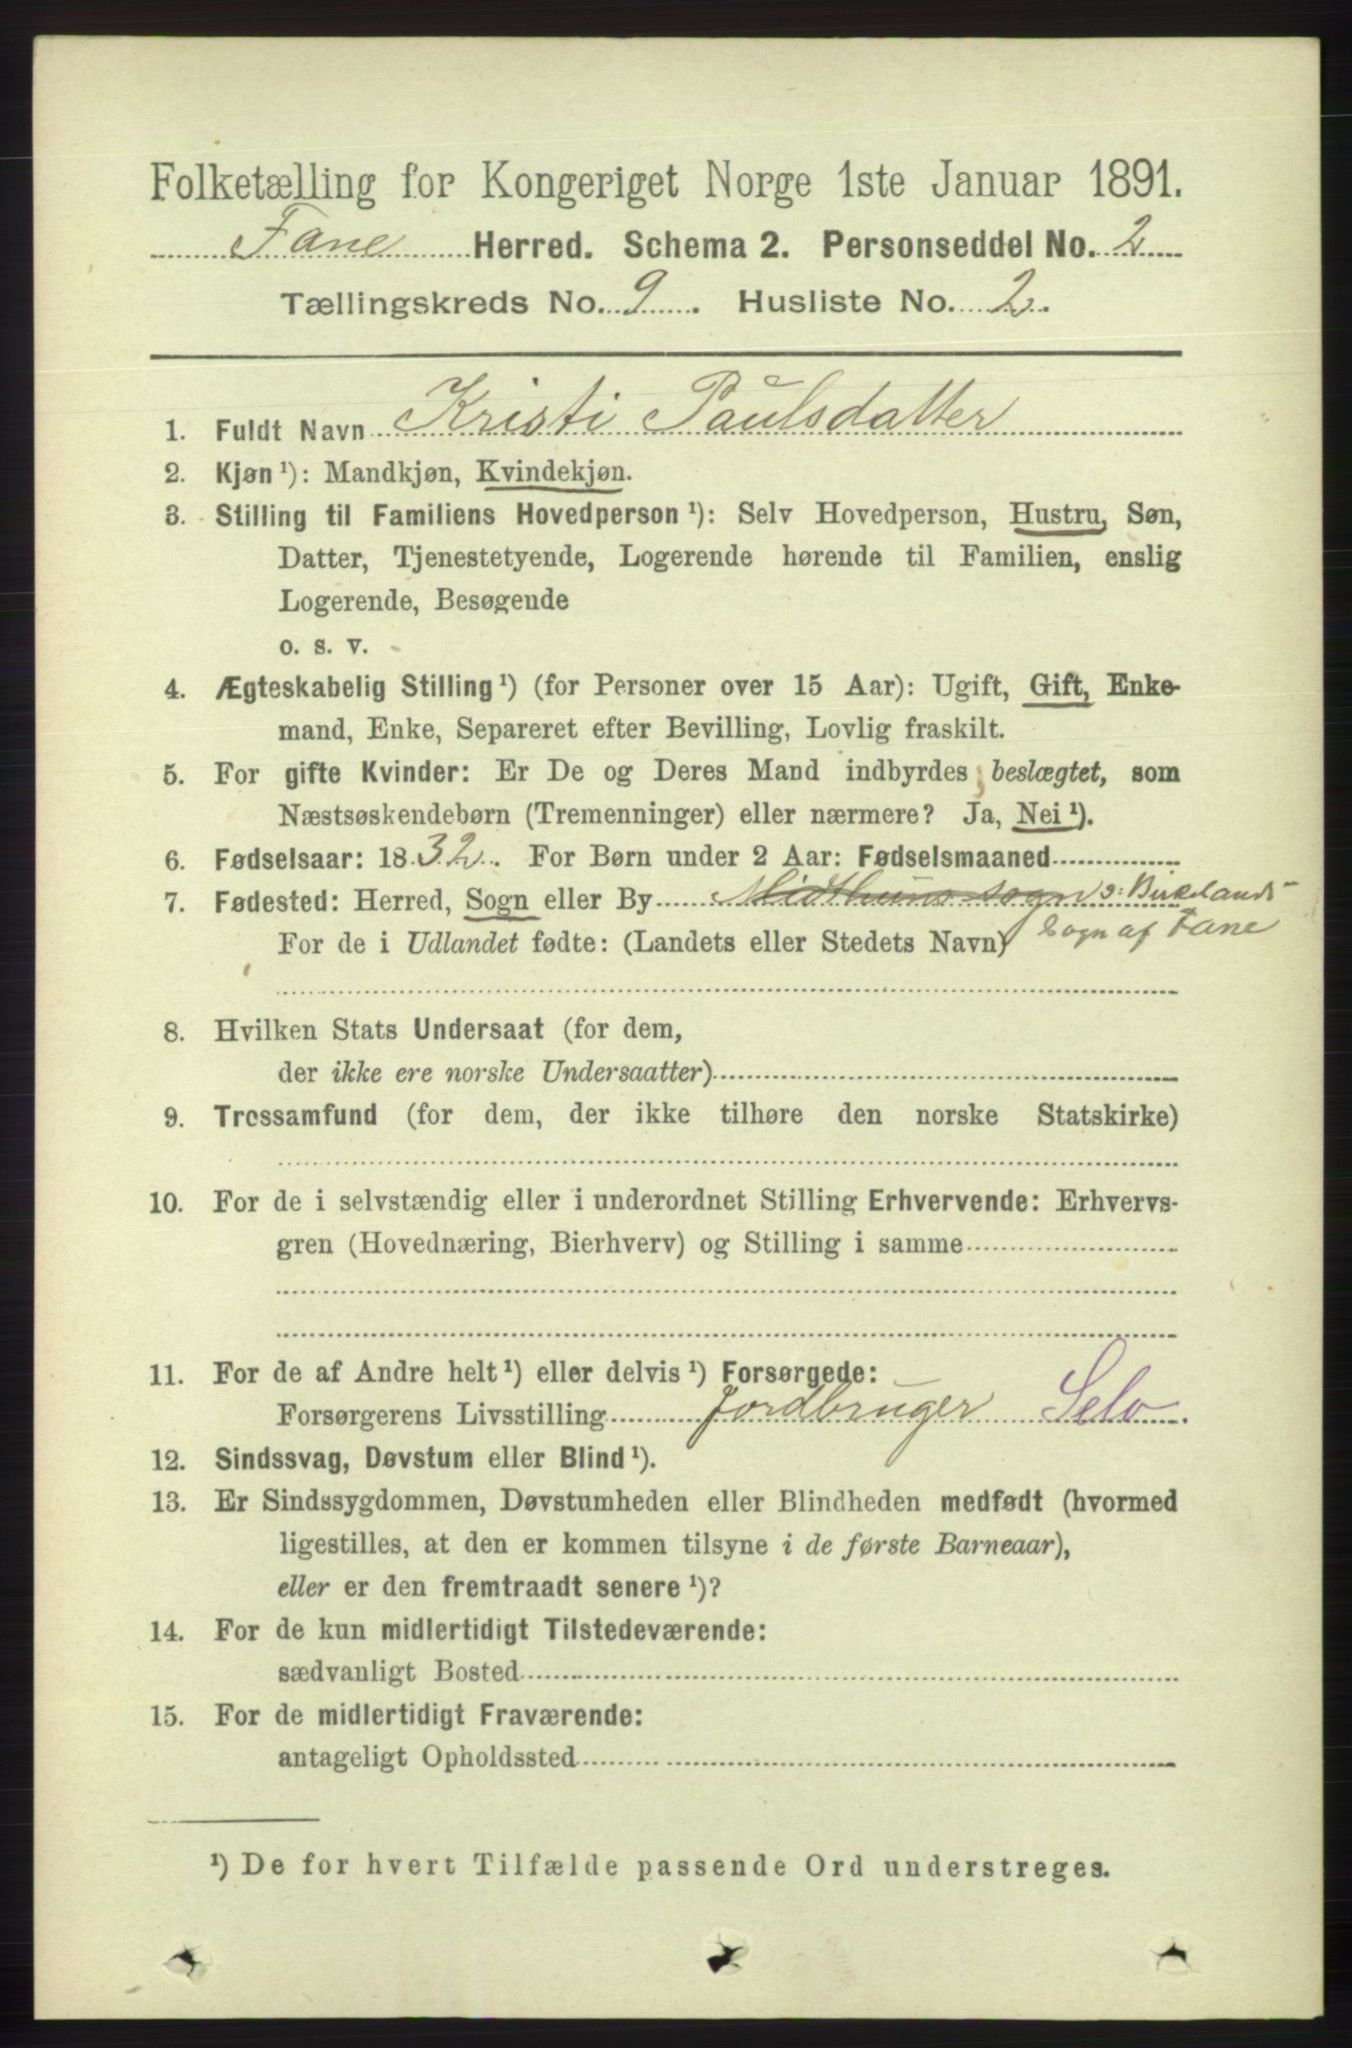 Folketælling for Kongeriget Norge 1ste Januar 1891.
Fane Herred. Schema 2. Personseddel No. 2
Tællingskreds No. 9. Husliste No. 2.
1. Fuldt Navn Kristi Paulsdatter
2. Kjøn ¹): Mandkjøn, Kvindekjøn.
3. Stilling til Familiens Hovedperson ¹): Selv Hovedperson, Hustru, Søn,
Datter, Tjenestetyende, Logerende hørende til Familien, enslig
Logerende, Besøgende
o. s. v.
4. Ægteskabelig Stilling ¹) (for Personer over 15 Aar): Ugift, Gift, Enke-
mand, Enke, Separeret efter Bevilling, Lovlig fraskilt.
5. For gifte Kvinder: Er De og Deres Mand indbyrdes beslægtet, som
Næstsøskendebørn (Tremenninger) eller nærmere? Ja, Nei ¹).
6. Fødselsaar: 1832. For Børn under 2 Aar: Fødselsmaaned
7. Fødested: Herred, Sogn eller By Midthuns sogn ɔ: Birkelands
For de i Udlandet fødte: (Landets eller Stedets Navn) Sogn af Fane
8. Hvilken Stats Undersaat (for dem,
der ikke ere norske Undersaatter)
9. Trossamfund (for dem, der ikke tilhøre den norske Statskirke)
10. For de i selvstændig eller i underordnet Stilling Erhvervende: Erhvervs-
gren (Hovednæring, Bierhverv) og Stilling i samme
11. For de af Andre helt ¹) eller delvis ¹) Forsørgede:
Forsørgerens Livsstilling Jordbruger Selv.
12. Sindssvag, Døvstum eller Blind ¹).
13. Er Sindssygdommen, Døvstumheden eller Blindheden medfødt (hvormed
ligestilles, at den er kommen tilsyne i de første Barneaar),
eller er den fremtraadt senere ¹)?
14. For de kun midlertidigt Tilstedeværende:
sædvanligt Bosted
15. For de midlertidigt Fraværende:
antageligt Opholdssted
¹) De for hvert Tilfælde passende Ord understreges.